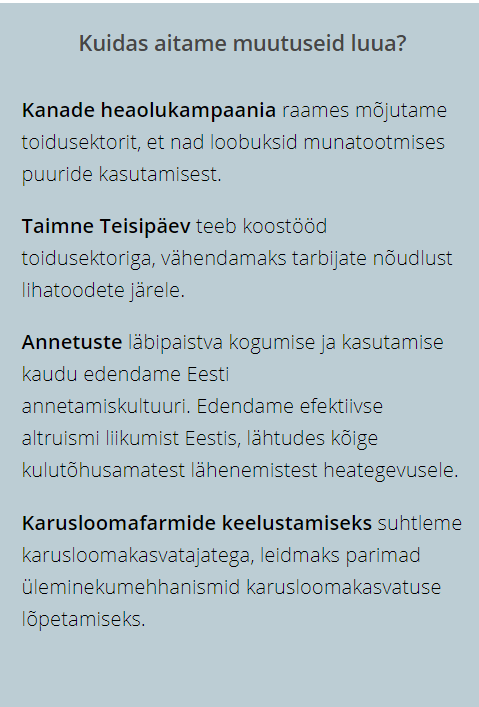 Kuidas aitame muutuseid luua?
Kanade heaolukampaania raames mõjutame
toidusektorit, et nad loobuksid munatootmises
puuride kasutamisest.
Taimne Teisipäev teeb koostööd
toidusektoriga, vähendamaks tarbijate nõudlust
lihatoodete järele.
Annetuste läbipaistva kogumise ja kasutamise
kaudu edendame Eesti
annetamiskultuuri. Edendame efektiivse
altruismi liikumist Eestis, lähtudes kõige
kulutõhusamatest lähenemistest heategevusele.
Karusloomafarmide keelustamiseks suhtleme
karusloomakasvatajatega, leidmaks parimad
üleminekumehhanismid karusloomakasvatuse
lõpetamiseks.